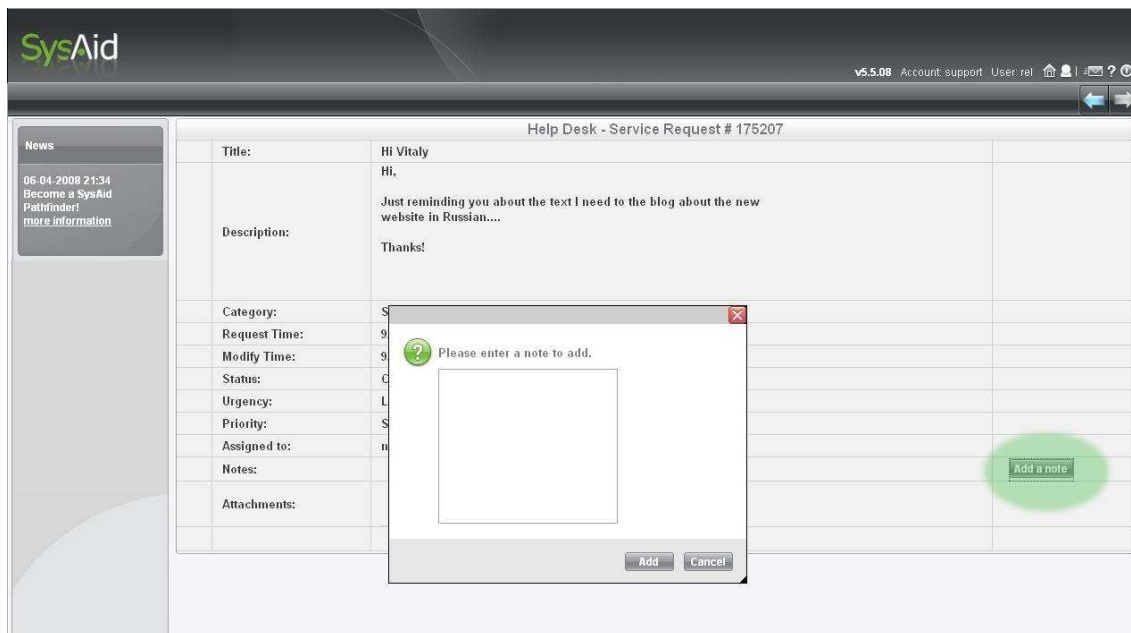 SysAid
v5.5.08 Account: support User: rel
News
06-04-2008 21:34
Become a SysAid
Pathfinder!
more information
Help Desk - Service Request # 175207
Title: Hi Vitaly
Description: Hi,
Just reminding you about the text I need to the blog about the new
website in Russian....
Thanks!
Category: S
Request Time: 9
Modify Time: 9
Status: C
Urgency: L
Priority: S
Assigned to: n
Notes:
Add a note
Attachments:
Please enter a note to add.
Add Cancel